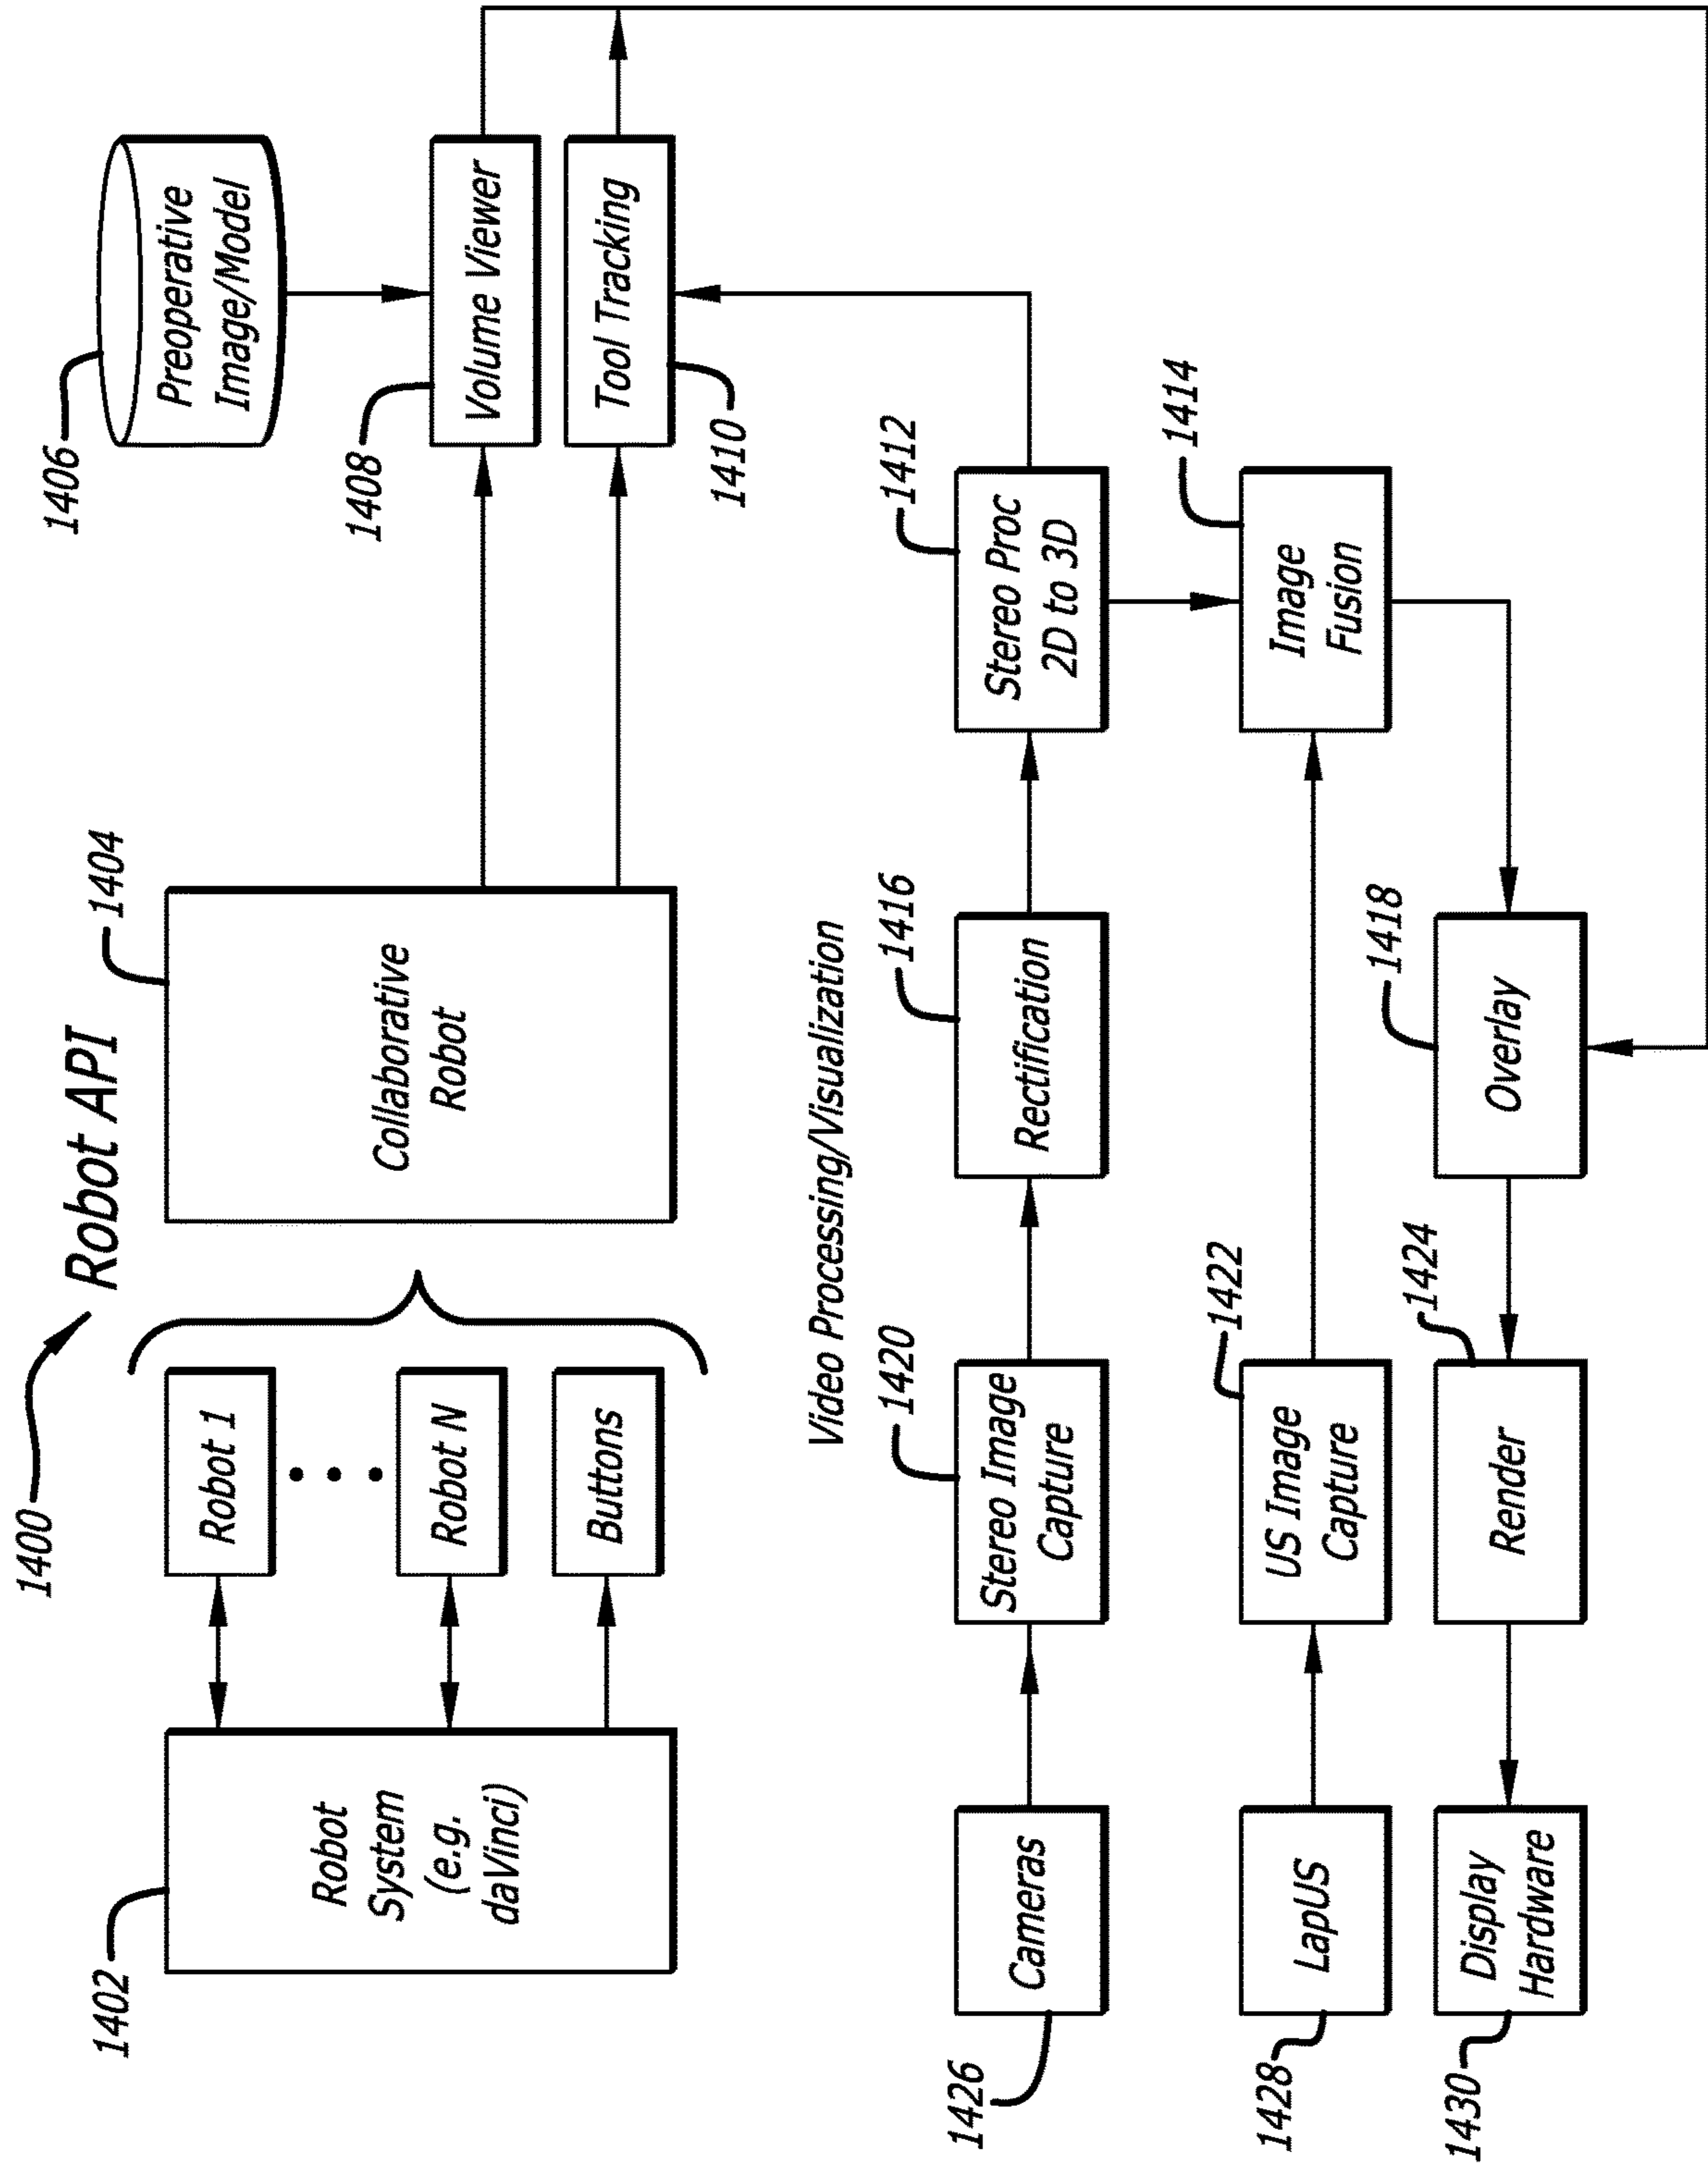 1400
Robot API
1402
Robot
System
(e.g.
daVinci)
Robot 1
Robot N
Buttons
1404
Collaborative
Robot
1406
Preoperative
Image/Model
1408
Volume Viewer
Tool Tracking
1410
Video Processing/Visualization
1426
Cameras
1420
Stereo Image
Capture
1416
Rectification
1412
Stereo Proc
2D to 3D
1428
LapUS
1422
US Image
Capture
1414
Image
Fusion
1430
Display
Hardware
1424
Render
1418
Overlay